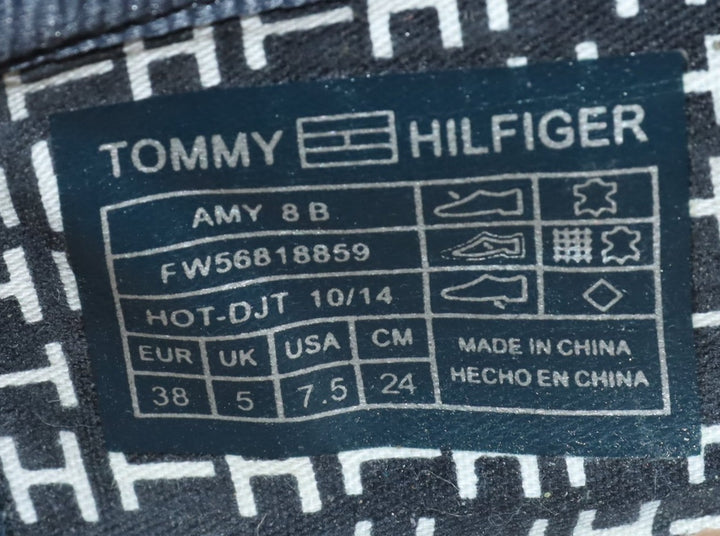 TOMMY HILFIGER
AMY 8 B
FW56818859
HOT-DJT 10/14
EUR UK USA CM
38 5 7.5 24
MADE IN CHINA
HECHO EN CHINA